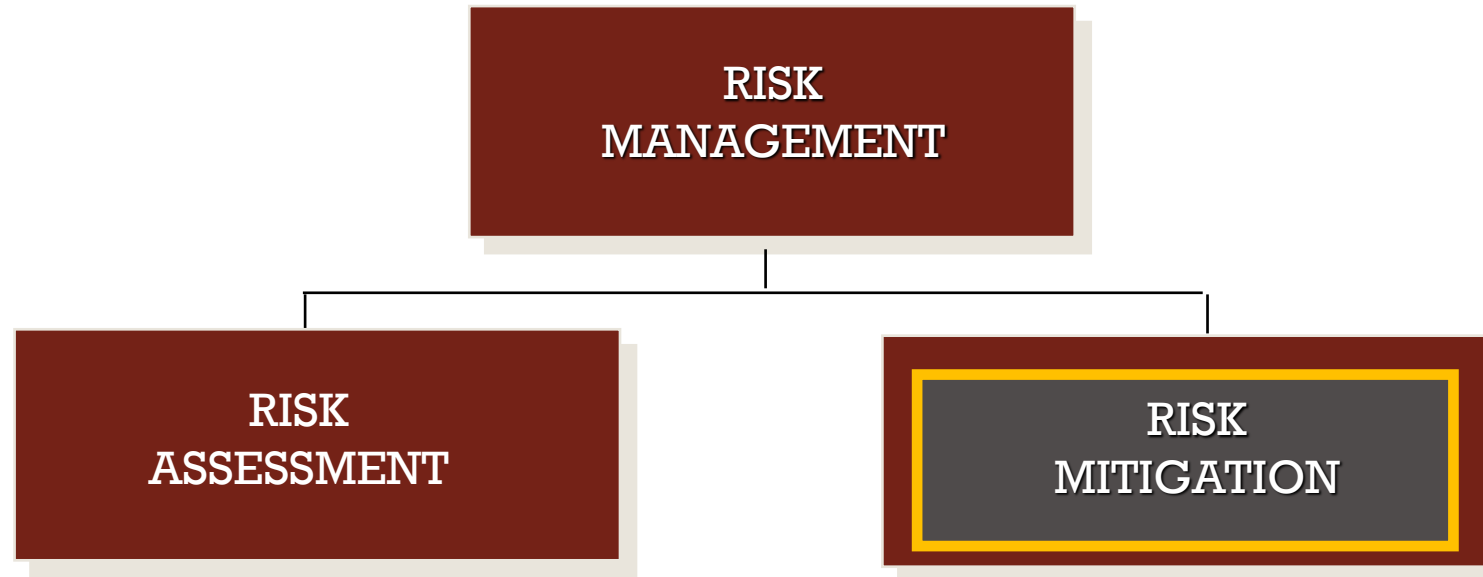 RISK
MANAGEMENT
RISK
ASSESSMENT
RISK
MITIGATION